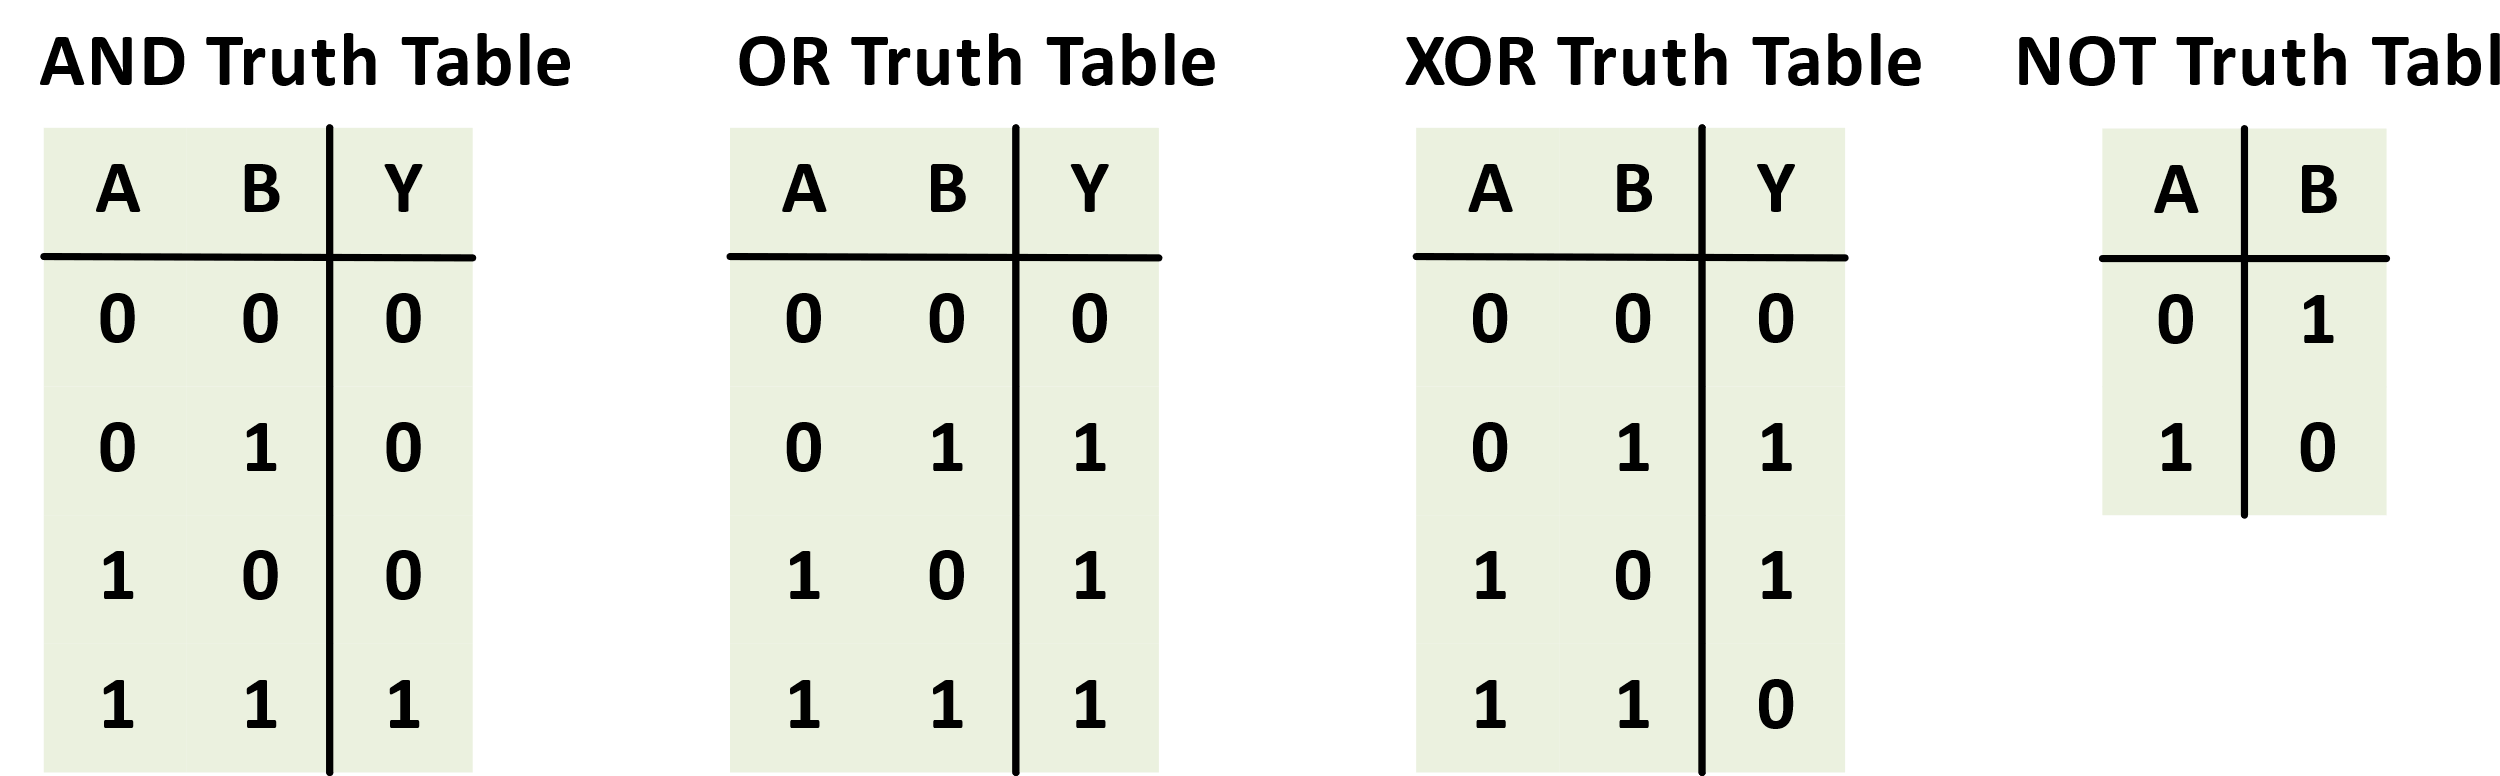 AND Truth Table OR Truth Table XOR Truth Table NOT Truth Tabl
A B Y A B Y A B Y A B
0 0 0 0 0 0 0 0 0 0 1
0 1 0 0 1 1 0 1 1 1 0
1 0 0 1 0 1 1 0 1
1 1 1 1 1 1 1 1 0